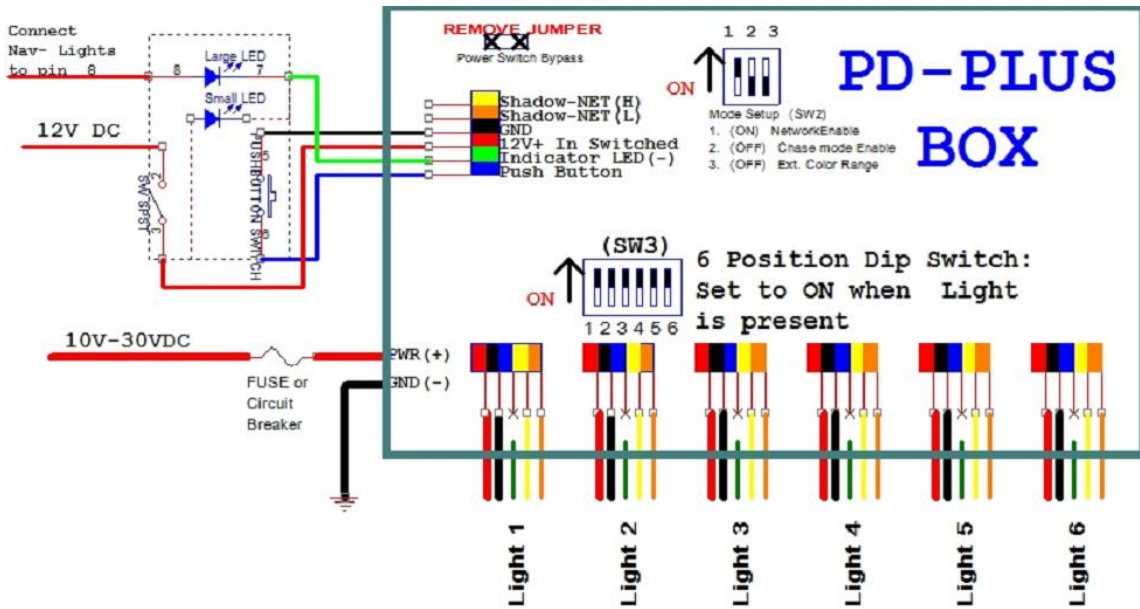 Connect
Nav- Lights
to pin 8
Large LED
6 7
Small LED
12V DC
2
3
SW SPST
5
6
PUSHBUTTON SWITCH
REMOVE JUMPER
Power Switch Bypass
Shadow-NET(H)
Shadow-NET(L)
GND
12V+ In Switched
Indicator LED(-)
Push Button
1 2 3
ON
Mode Setup (SW2)
1. (ON) NetworkEnable
2. (OFF) Chase mode Enable
3. (OFF) Ext. Color Range
PD-PLUS
BOX
(SW3)
ON
1 2 3 4 5 6
6 Position Dip Switch:
Set to ON when Light
is present
10V-30VDC
FUSE or
Circuit
Breaker
PWR(+)
GND(-)
Light 1
Light 2
Light 3
Light 4
Light 5
Light 6